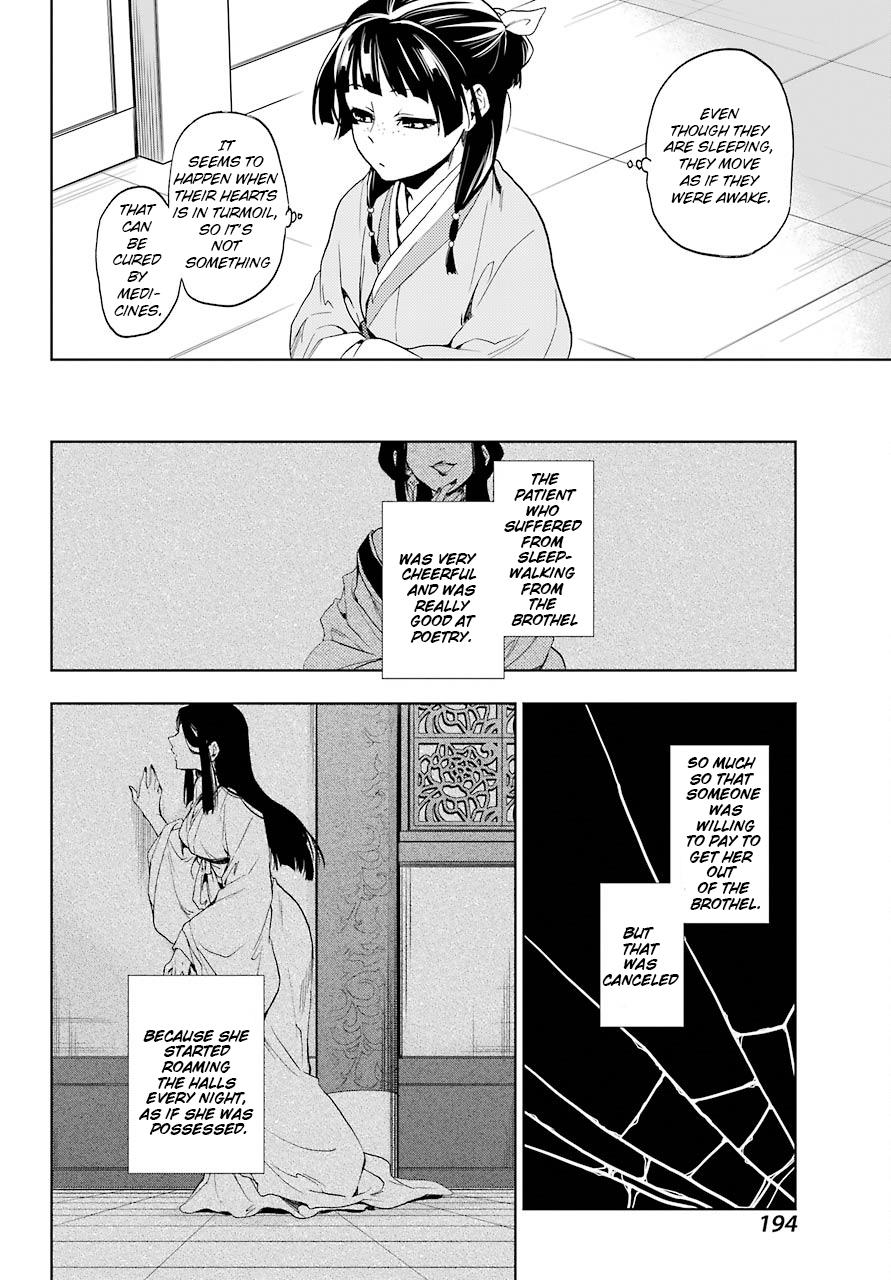 EVEN
THOUGH THEY
ARE SLEEPING,
THEY MOVE
AS IF THEY
WERE AWAKE.
IT
SEEMS TO
HAPPEN WHEN
THEIR HEARTS
IS IN TURMOIL,
SO IT'S
NOT
SOMETHING
THAT
CAN
BE
CURED
BY
MEDI-
CINES.
THE
PATIENT
WHO
SUFFERED
FROM
SLEEP-
WALKING
FROM
THE
BROTHEL
WAS VERY
CHEERFUL
AND WAS
REALLY
GOOD AT
POETRY.
SO MUCH
SO THAT
SOMEONE
WAS
WILLING
TO PAY TO
GET HER
OUT
OF THE
BROTHEL.
BUT
THAT
WAS
CANCELED
BECAUSE SHE
STARTED
ROAMING
THE HALLS
EVERY NIGHT,
AS IF SHE WAS
POSSESSED.
194